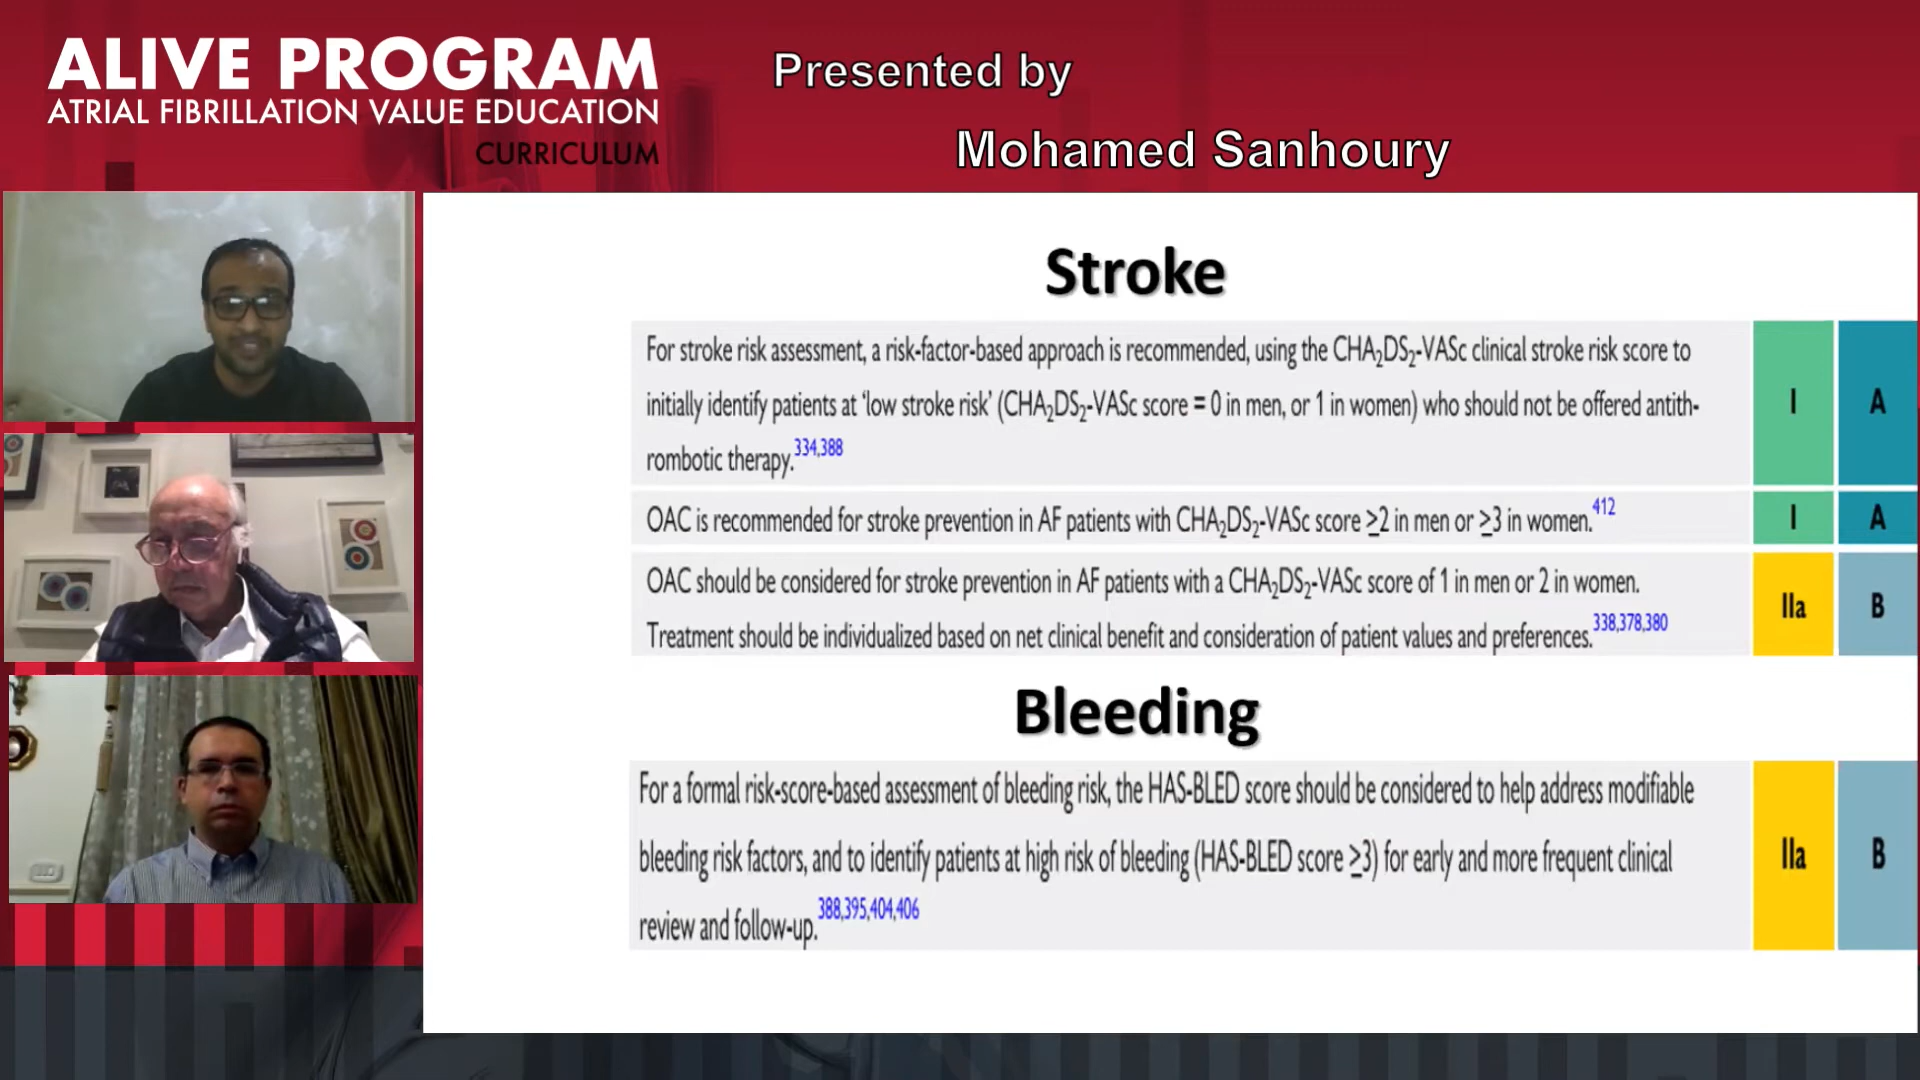 ALIVE PROGRAM
ATRIAL FIBRILLATION VALUE EDUCATION
CURRICULUM
Presented by
Mohamed Sanhoury
Stroke
For stroke risk assessment, a risk-factor-based approach is recommended, using the CHA₂DS₂-VASc clinical stroke risk score to
initially identify patients at 'low stroke risk' (CHA₂DS₂-VASc score = 0 in men, or 1 in women) who should not be offered antith-
rombotic therapy.334,388
I A
OAC is recommended for stroke prevention in AF patients with CHA₂DS₂-VASc score ≥2 in men or ≥3 in women.412
I A
OAC should be considered for stroke prevention in AF patients with a CHA₂DS₂-VASc score of 1 in men or 2 in women.
Treatment should be individualized based on net clinical benefit and consideration of patient values and preferences.338,378,380
IIa B
Bleeding
For a formal risk-score-based assessment of bleeding risk, the HAS-BLED score should be considered to help address modifiable
bleeding risk factors, and to identify patients at high risk of bleeding (HAS-BLED score ≥3) for early and more frequent clinical
review and follow-up.388,395,404,406
IIa B